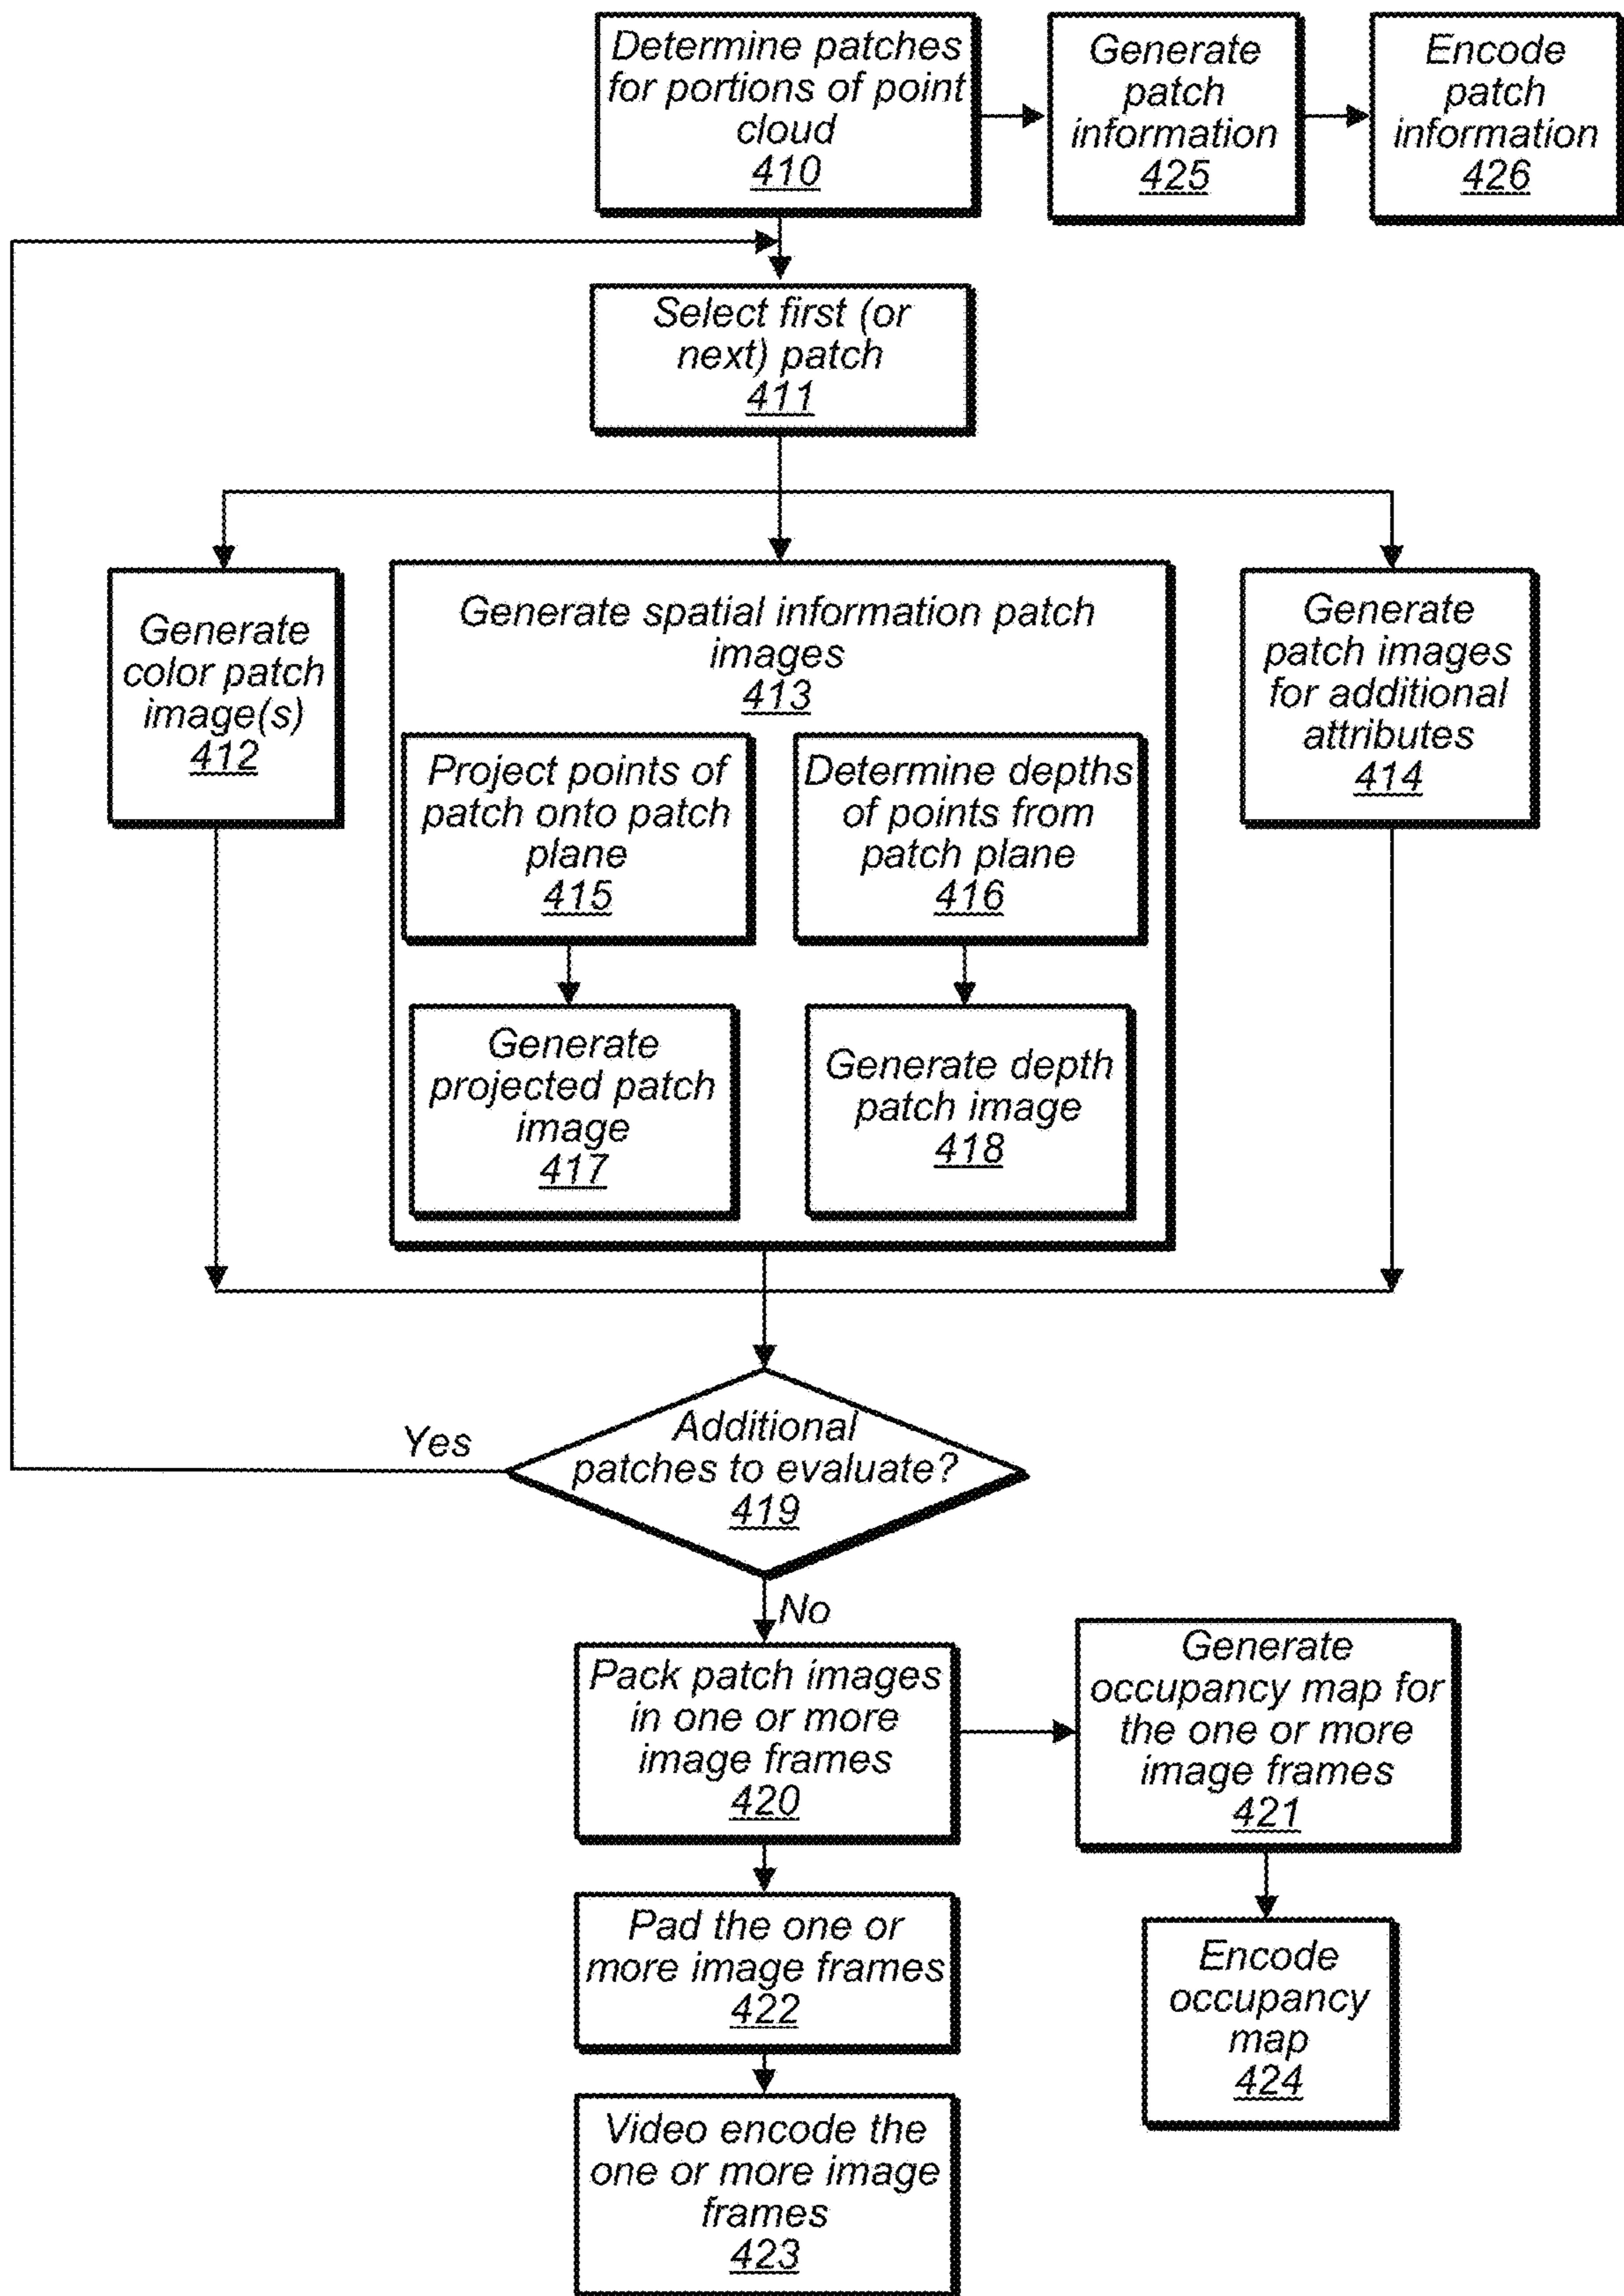 Determine patches
for portions of point
cloud
410
Generate
patch
information
425
Encode
patch
information
426
Select first (or
next) patch
411
Generate
color patch
image(s)
412
Generate spatial information patch
images
413
Project points of
patch onto patch
plane
415
Determine depths
of points from
patch plane
416
Generate
projected patch
image
417
Generate depth
patch image
418
Generate
patch images
for additional
attributes
414
Additional
patches to evaluate?
419
Yes
No
Pack patch images
in one or more
image frames
420
Generate
occupancy map for
the one or more
image frames
421
Pad the one or
more image frames
422
Encode
occupancy
map
424
Video encode the
one or more image
frames
423